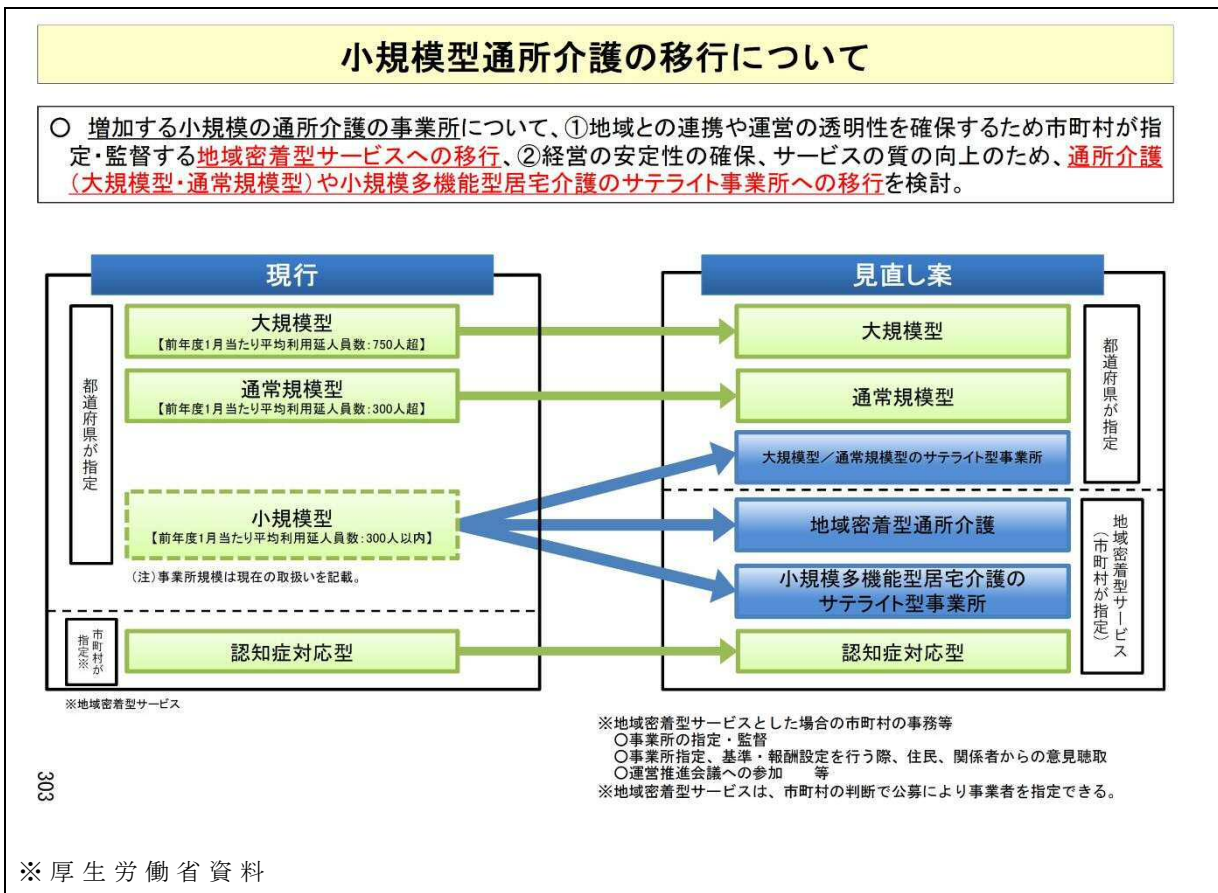 小規模型通所介護の移行について
○ 増加する小規模の通所介護の事業所について、①地域との連携や運営の透明性を確保するため市町村が指
定・監督する地域密着型サービスへの移行、②経営の安定性の確保、サービスの質の向上のため、通所介護
(大規模型・通常規模型)や小規模多機能型居宅介護のサテライト事業所への移行を検討。
現行
都道府県が指定
大規模型
【前年度1月当たり平均利用延人員数:750人超】
通常規模型
【前年度1月当たり平均利用延人員数:300人超】
小規模型
【前年度1月当たり平均利用延人員数:300人以内】
(注)事業所規模は現在の取扱いを記載。
市町村が
指定※
認知症対応型
※地域密着型サービス
見直し案
大規模型
通常規模型
大規模型/通常規模型のサテライト型事業所
都道府県が指定
地域密着型通所介護
小規模多機能型居宅介護の
サテライト型事業所
認知症対応型
地域密着型サービス
(市町村が指定)
※地域密着型サービスとした場合の市町村の事務等
○事業所の指定・監督
○事業所指定、基準・報酬設定を行う際、住民、関係者からの意見聴取
○運営推進会議への参加 等
※地域密着型サービスは、市町村の判断で公募により事業者を指定できる。
303
※厚生労働省資料